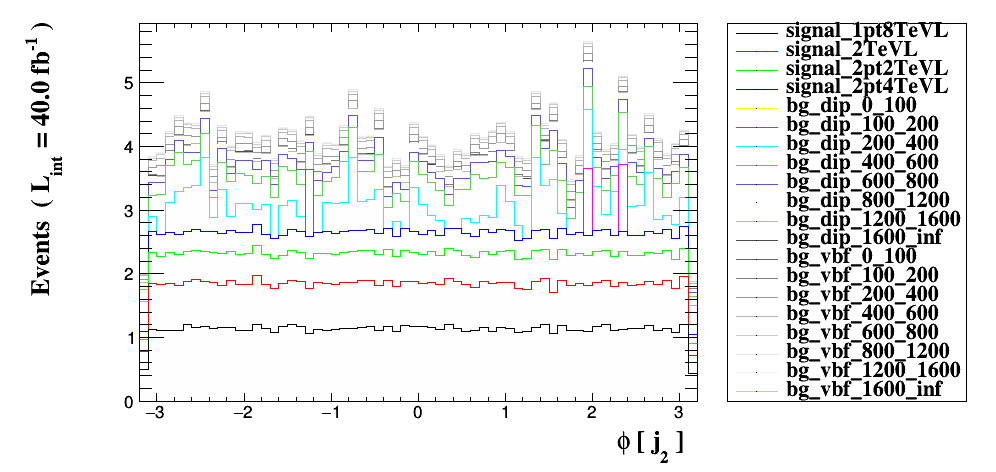 Events ( L_int = 40.0 fb⁻¹ )
5
4
3
2
1
0
−3 −2 −1 0 1 2 3
ϕ [ j₂ ]
signal_1pt8TeVL
signal_2TeVL
signal_2pt2TeVL
signal_2pt4TeVL
bg_dip_0_100
bg_dip_100_200
bg_dip_200_400
bg_dip_400_600
bg_dip_600_800
bg_dip_800_1200
bg_dip_1200_1600
bg_dip_1600_inf
bg_vbf_0_100
bg_vbf_100_200
bg_vbf_200_400
bg_vbf_400_600
bg_vbf_600_800
bg_vbf_800_1200
bg_vbf_1200_1600
bg_vbf_1600_inf